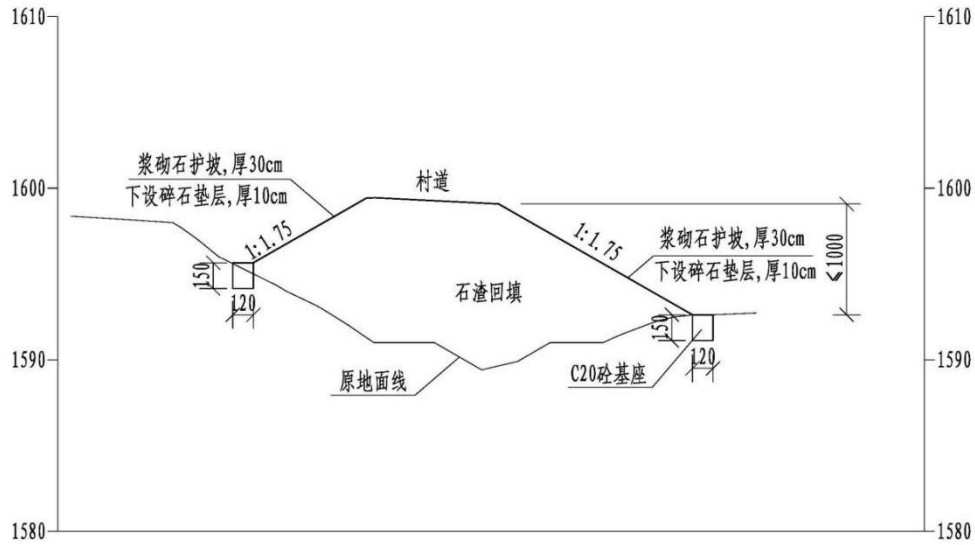 1610
1610
浆砌石护坡,厚30cm
下设碎石垫层,厚10cm
村道
1600
1600
1:1.75
1:1.75
浆砌石护坡,厚30cm
下设碎石垫层,厚10cm
≤1000
150
120
石渣回填
150
120
1590
1590
原地面线
C20砼基座
1580
1580